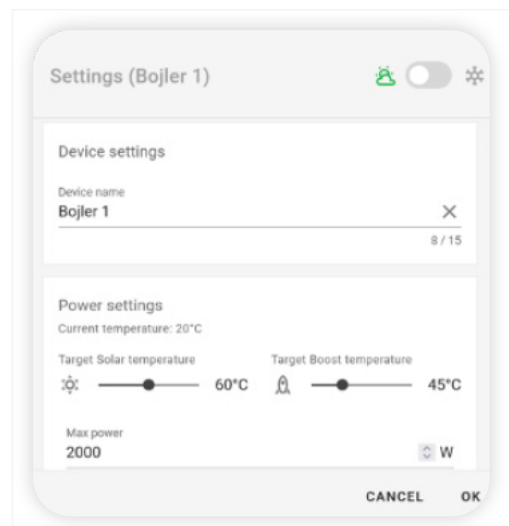 Settings (Bojler 1)
Device settings
Device name
Bojler 1
8 / 15
Power settings
Current temperature: 20°C
Target Solar temperature
Target Boost temperature
60°C
45°C
Max power
2000
W
CANCEL OK